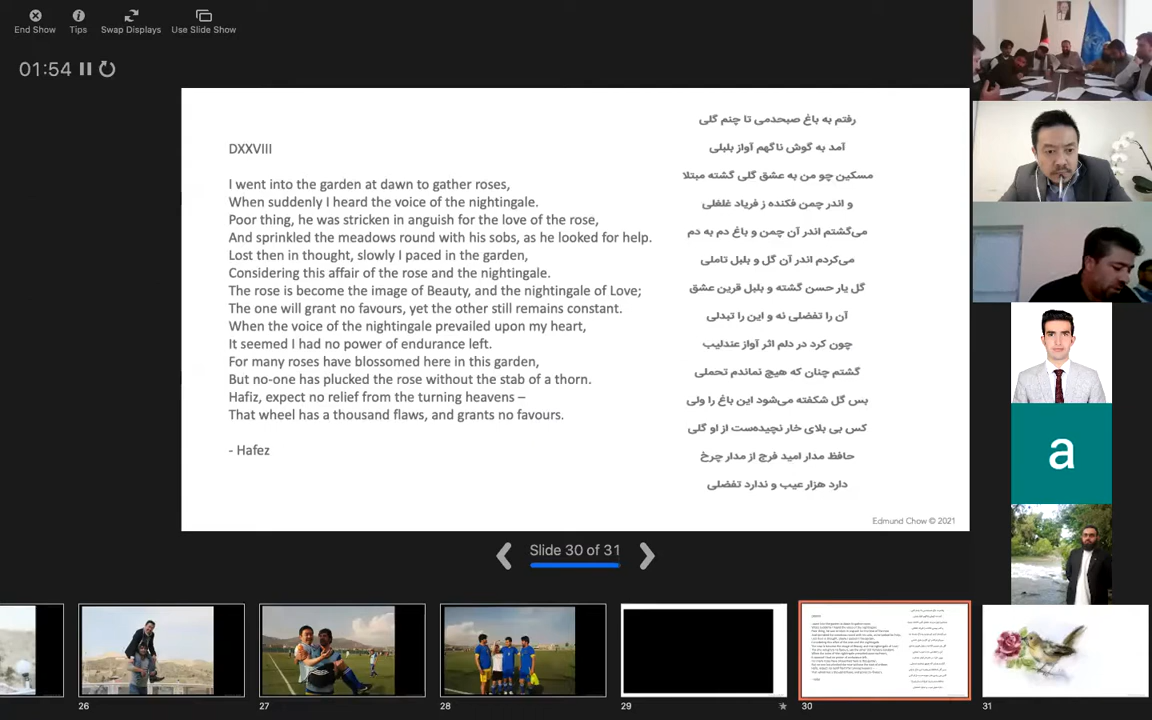 End Show
Tips
Swap Displays
Use Slide Show
01:54
DXXVIII
I went into the garden at dawn to gather roses,
When suddenly I heard the voice of the nightingale.
Poor thing, he was stricken in anguish for the love of the rose,
And sprinkled the meadows round with his sobs, as he looked for help.
Lost then in thought, slowly I paced in the garden,
Considering this affair of the rose and the nightingale.
The rose is become the image of Beauty, and the nightingale of Love;
The one will grant no favours, yet the other still remains constant.
When the voice of the nightingale prevailed upon my heart,
It seemed I had no power of endurance left.
For many roses have blossomed here in this garden,
But no-one has plucked the rose without the stab of a thorn.
Hafiz, expect no relief from the turning heavens –
That wheel has a thousand flaws, and grants no favours.
- Hafez
رفتم به باغ صبحدمی تا چنم گلی
آمد به گوش ناگهم آواز بلبلی
مسکین چو من به عشق گلی گشته مبتلا
و اندر چمن فکنده ز فریاد غلغلی
می‌گشتم اندر آن چمن و باغ دم به دم
می‌کردم اندر آن گل و بلبل تاملی
گل یار حسن گشته و بلبل قرین عشق
آن را تفضلی نه و این را تبدلی
چون کرد در دلم اثر آواز عندلیب
گشتم چنان که هیچ نماندم تحملی
بس گل شکفته می‌شود این باغ را ولی
کس بی بلای خار نچیده‌ست از او گلی
حافظ مدار امید فرج از مدار چرخ
دارد هزار عیب و ندارد تفضلی
Edmund Chow © 2021
Slide 30 of 31
26
27
28
29
30
31
a